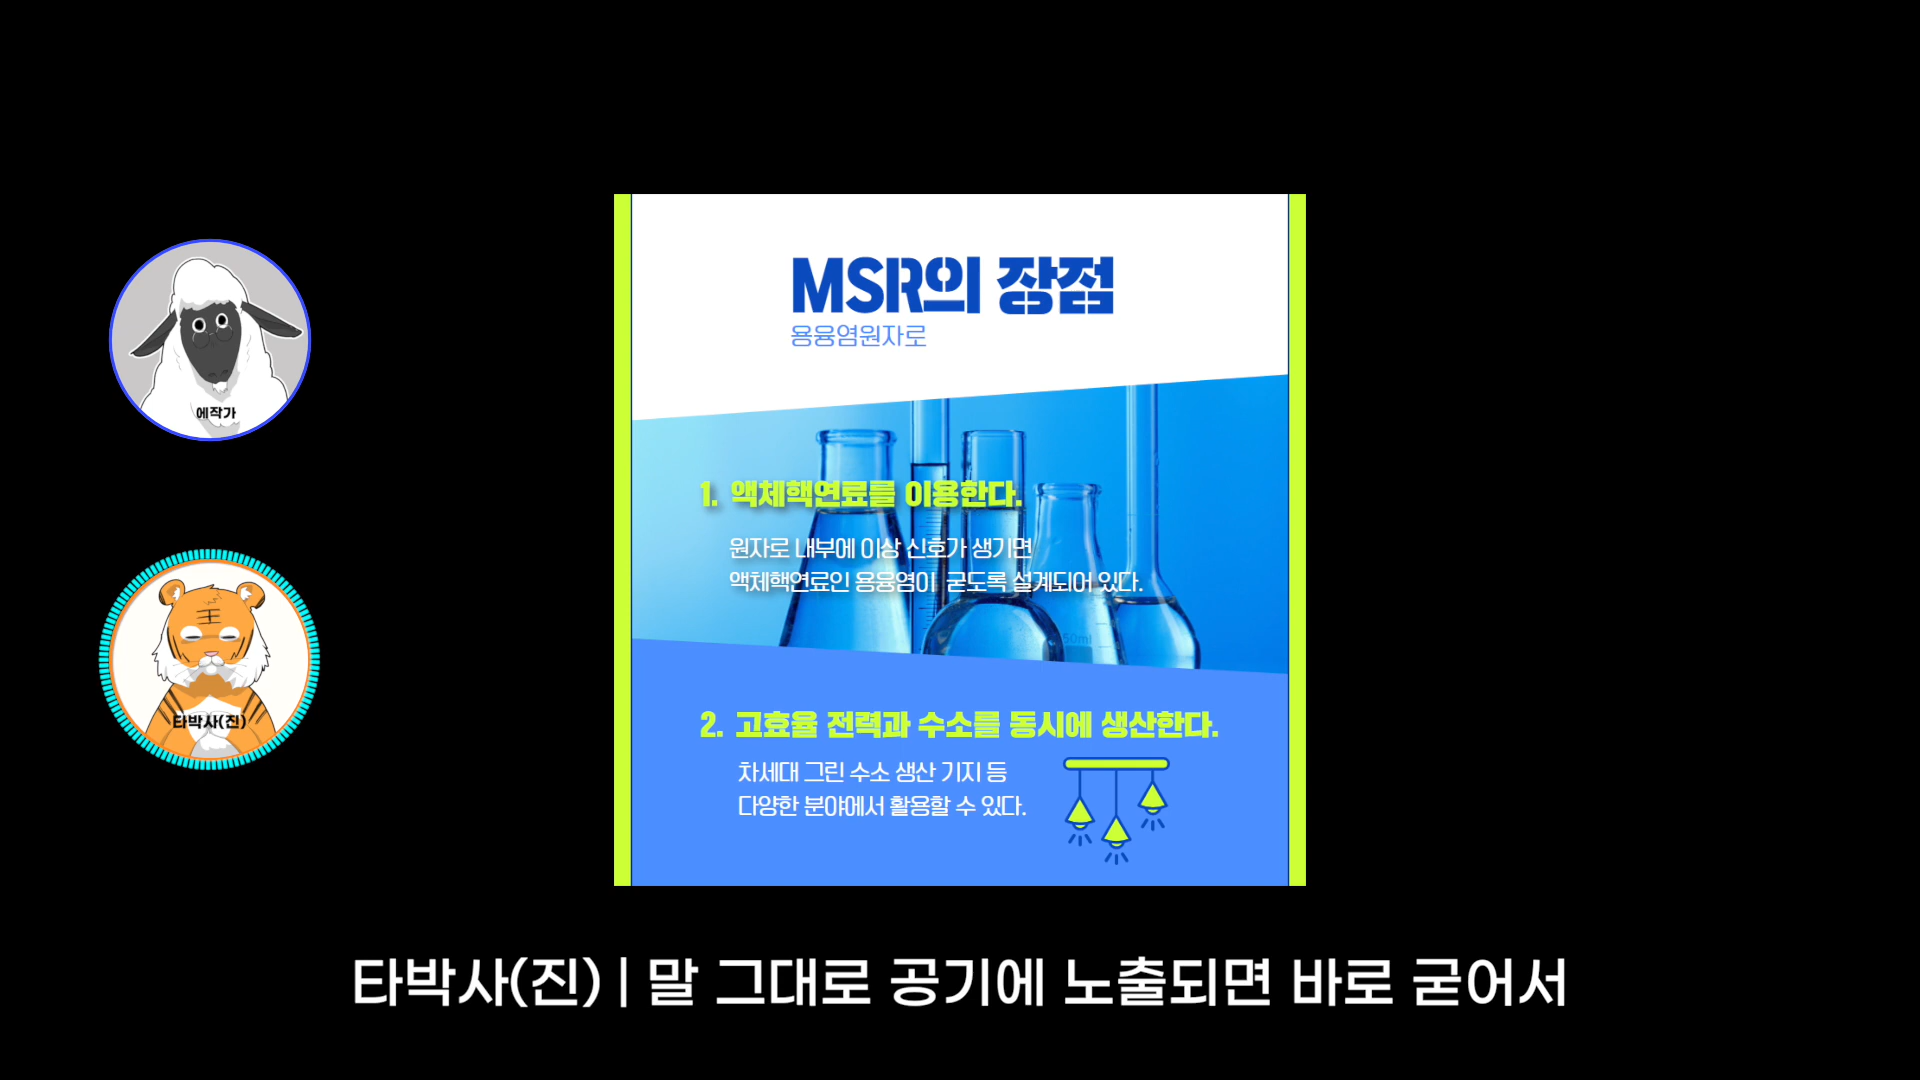 MSR의 장점
용융염원자로
에작가
1. 액체핵연료를 이용한다.
원자로 내부에 이상 신호가 생기면
액체핵연료인 용융염이 굳도록 설계되어 있다.
50ml
타박사(진)
2. 고효율 전력과 수소를 동시에 생산한다.
차세대 그린 수소 생산 기지 등
다양한 분야에서 활용할 수 있다.
타박사(진) | 말 그대로 공기에 노출되면 바로 굳어서